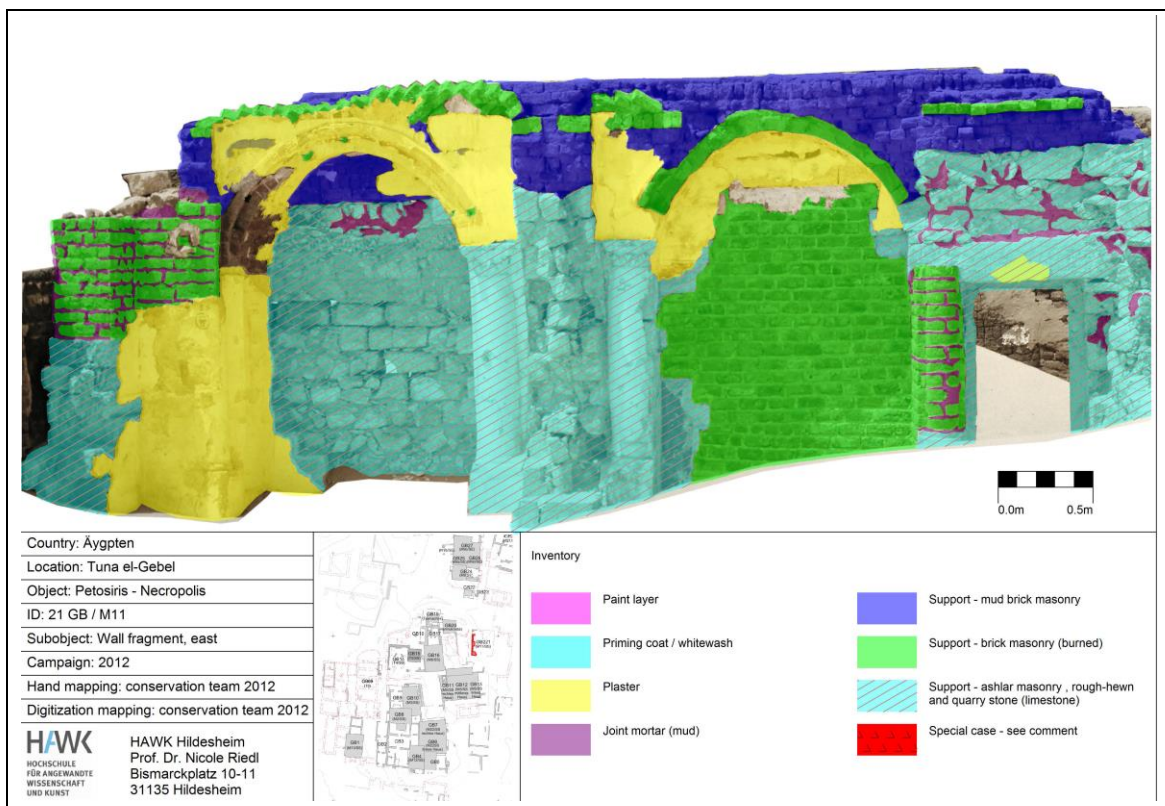 0.0m 0.5m
Country: Äygpten
Location: Tuna el-Gebel
Object: Petosiris - Necropolis
ID: 21 GB / M11
Subobject: Wall fragment, east
Campaign: 2012
Hand mapping: conservation team 2012
Digitization mapping: conservation team 2012
HAWK
HOCHSCHULE
FÜR ANGEWANDTE
WISSENSCHAFT
UND KUNST
HAWK Hildesheim
Prof. Dr. Nicole Riedl
Bismarckplatz 10-11
31135 Hildesheim
Inventory
Paint layer
Priming coat / whitewash
Plaster
Joint mortar (mud)
Support - mud brick masonry
Support - brick masonry (burned)
Support - ashlar masonry , rough-hewn
and quarry stone (limestone)
Special case - see comment